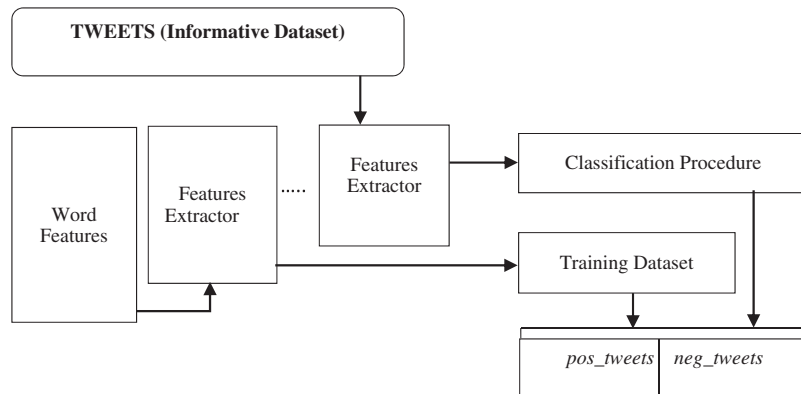 TWEETS (Informative Dataset)
Word
Features
Features
Extractor
.....
Features
Extractor
Classification Procedure
Training Dataset
pos_tweets
neg_tweets